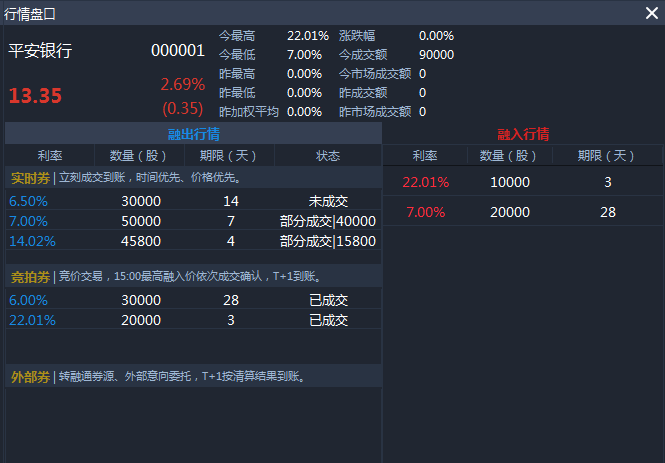 行情盘口
平安银行 000001
13.35 2.69%
(0.35)
今最高 22.01% 涨跌幅 0.00%
今最低 7.00% 今成交额 90000
昨最高 0.00% 今市场成交额 0
昨最低 0.00% 昨成交额 0
昨加权平均 0.00% 昨市场成交额 0
融出行情
利率 数量（股） 期限（天） 状态
实时券 | 立刻成交到账，时间优先、价格优先。
6.50% 30000 14 未成交
7.00% 50000 7 部分成交|40000
14.02% 45800 4 部分成交|15800
竞拍券 | 竞价交易，15:00最高融入价依次成交确认，T+1到账。
6.00% 30000 28 已成交
22.01% 20000 3 已成交
外部券 | 转融通券源、外部意向委托，T+1按清算结果到账。
融入行情
利率 数量（股） 期限（天）
22.01% 10000 3
7.00% 20000 28